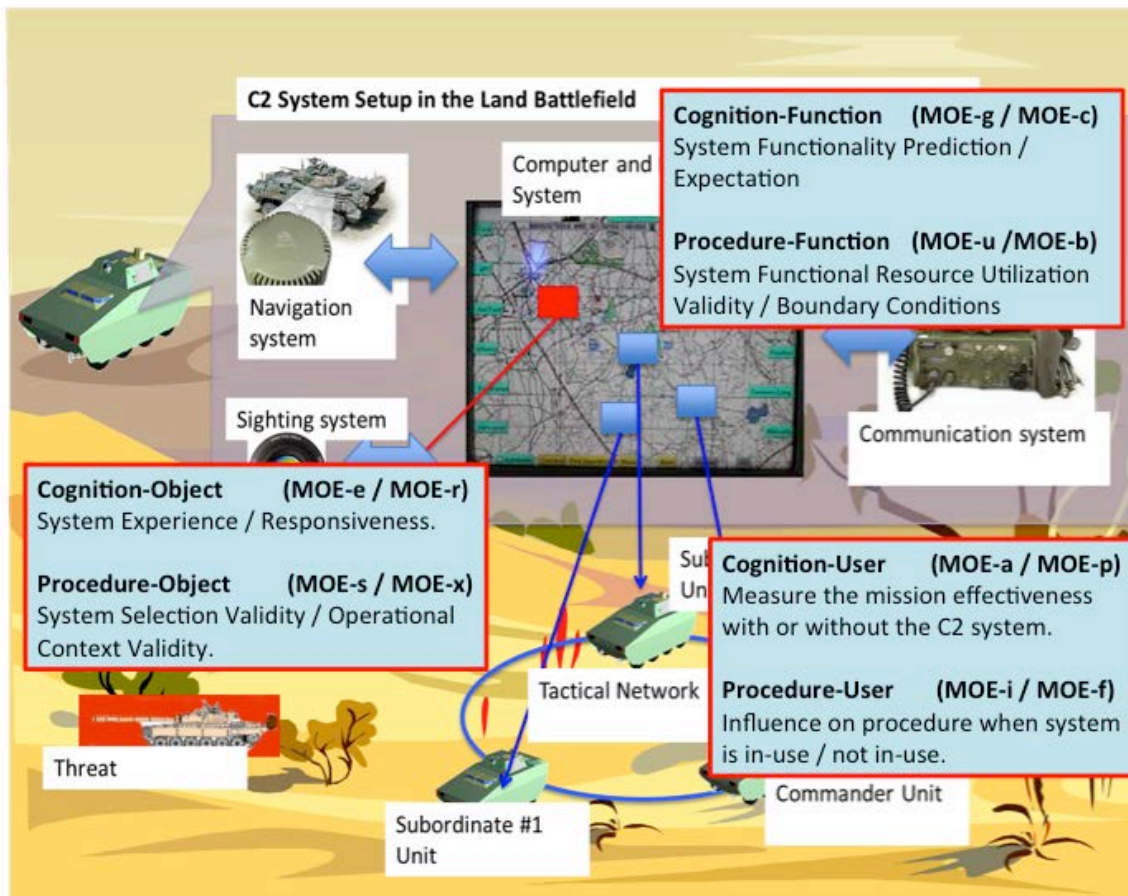 C2 System Setup in the Land Battlefield
Cognition-Function (MOE-g / MOE-c)
System Functionality Prediction /
Expectation
Procedure-Function (MOE-u /MOE-b)
System Functional Resource Utilization
Validity / Boundary Conditions
Computer and
System
Navigation
system
Sighting system
Communication system
Cognition-Object (MOE-e / MOE-r)
System Experience / Responsiveness.
Procedure-Object (MOE-s / MOE-x)
System Selection Validity / Operational
Context Validity.
Cognition-User (MOE-a / MOE-p)
Measure the mission effectiveness
with or without the C2 system.
Procedure-User (MOE-i / MOE-f)
Influence on procedure when system
is in-use / not in-use.
Tactical Network
Threat
Subordinate #1
Unit
Commander Unit